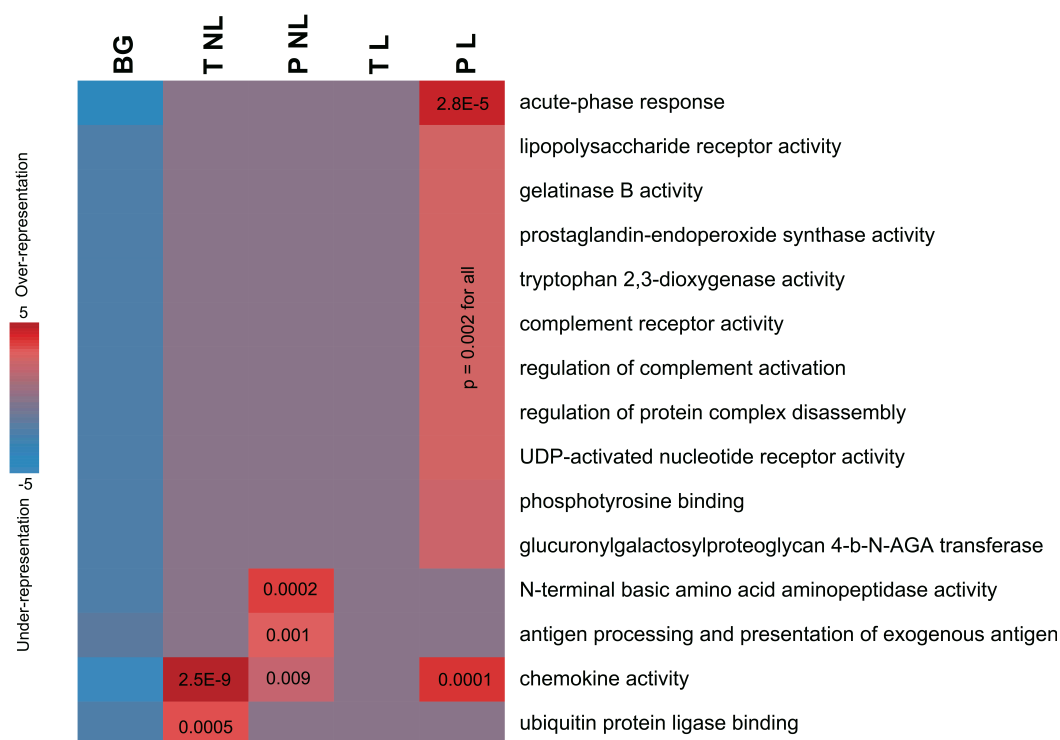 BG
T NL
P NL
T L
P L
2.8E-5 acute-phase response
lipopolysaccharide receptor activity
gelatinase B activity
prostaglandin-endoperoxide synthase activity
tryptophan 2,3-dioxygenase activity
complement receptor activity
regulation of complement activation
regulation of protein complex disassembly
UDP-activated nucleotide receptor activity
phosphotyrosine binding
glucuronylgalactosylproteoglycan 4-b-N-AGA transferase
p = 0.002 for all
0.0002 N-terminal basic amino acid aminopeptidase activity
0.001 antigen processing and presentation of exogenous antigen
2.5E-9 0.009 0.0001 chemokine activity
0.0005 ubiquitin protein ligase binding
Over-representation
5
-5
Under-representation